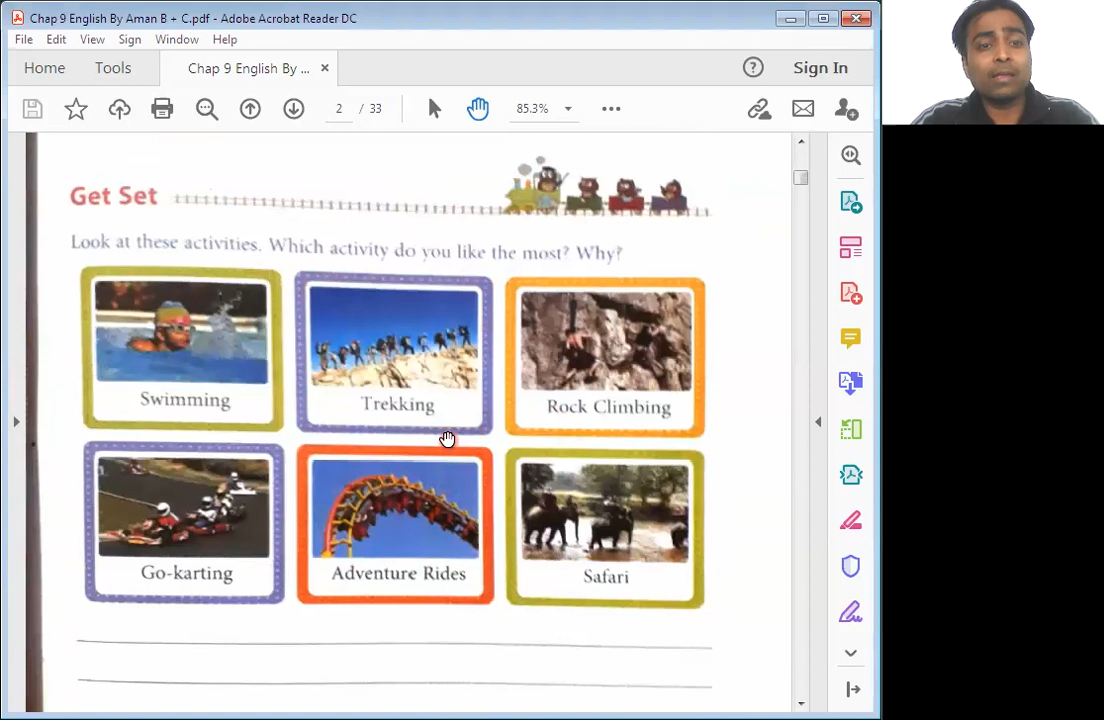 Chap 9 English By Aman B + C.pdf - Adobe Acrobat Reader DC
File Edit View Sign Window Help
Home Tools Chap 9 English By ... × Sign In
2 / 33 85.3%
Get Set
Look at these activities. Which activity do you like the most? Why?
Swimming Trekking Rock Climbing
Go-karting Adventure Rides Safari